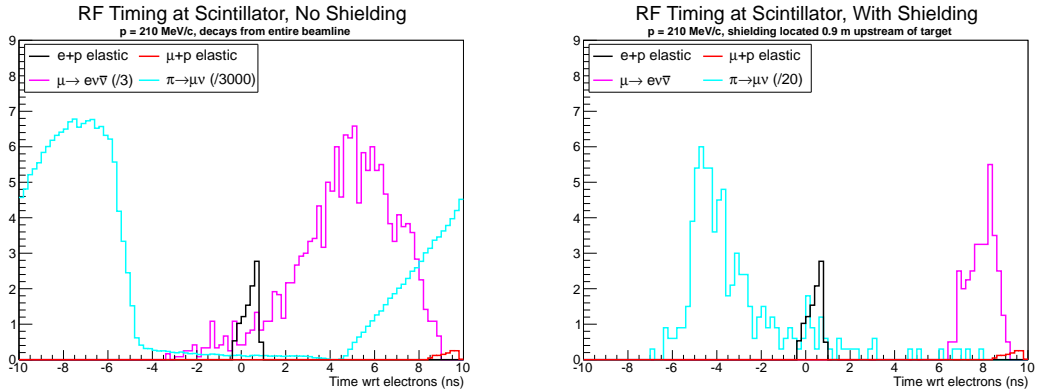 RF Timing at Scintillator, No Shielding
p = 210 MeV/c, decays from entire beamline
9
8
7
6
5
4
3
2
1
0
e+p elastic
μ+p elastic
μ→ eνν̅ (/3)
π→μν (/3000)
-10 -8 -6 -4 -2 0 2 4 6 8 10
Time wrt electrons (ns)
RF Timing at Scintillator, With Shielding
p = 210 MeV/c, shielding located 0.9 m upstream of target
9
8
7
6
5
4
3
2
1
0
e+p elastic
μ+p elastic
μ→ eνν̅
π→μν (/20)
-10 -8 -6 -4 -2 0 2 4 6 8 10
Time wrt electrons (ns)